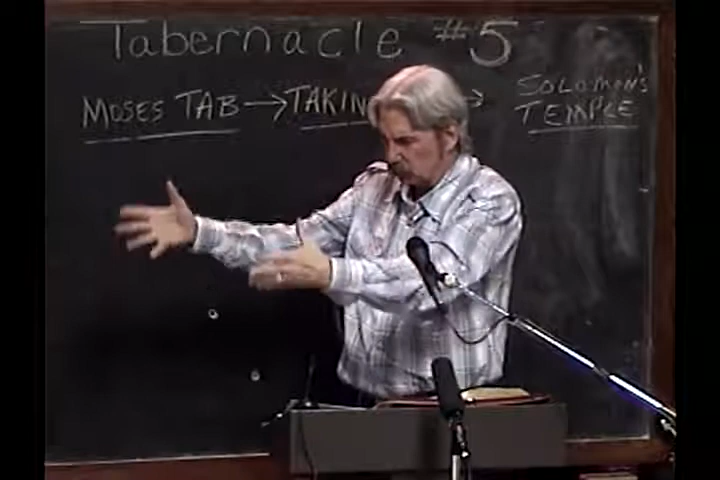 Tabernacle #5
MOSES TAB → TAKIN → SOLOMON'S
TEMPLE